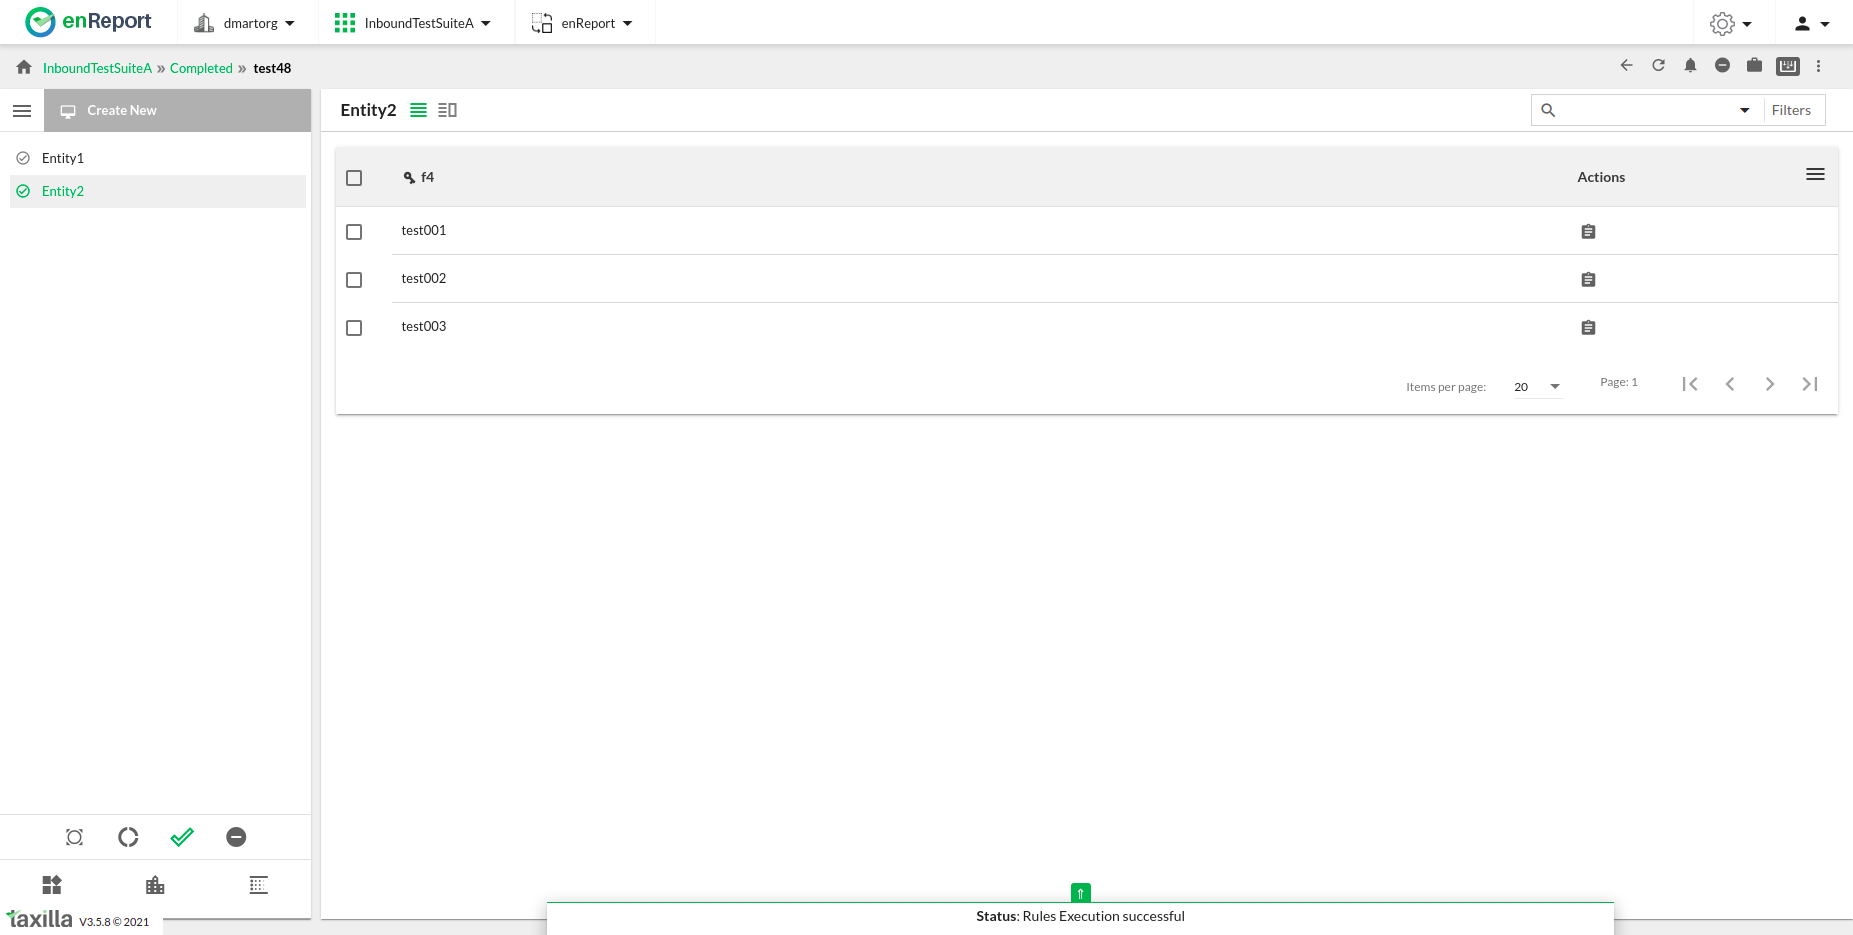 enReport
dmartorg
InboundTestSuiteA
enReport
InboundTestSuiteA » Completed » test48
Create New
Entity1
Entity2
Entity2
Filters
f4
Actions
test001
test002
test003
Items per page: 20
Page: 1
taxilla V3.5.8 © 2021
Status: Rules Execution successful